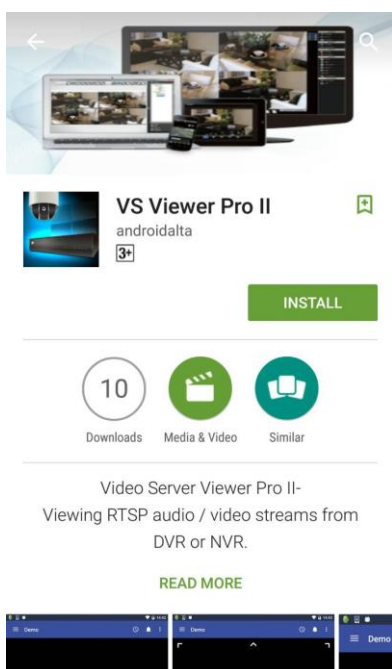 VS Viewer Pro II
androidalta
3+
INSTALL
10
Downloads
Media & Video
Similar
Video Server Viewer Pro II-
Viewing RTSP audio / video streams from
DVR or NVR.
READ MORE
Demo
Demo
Demo